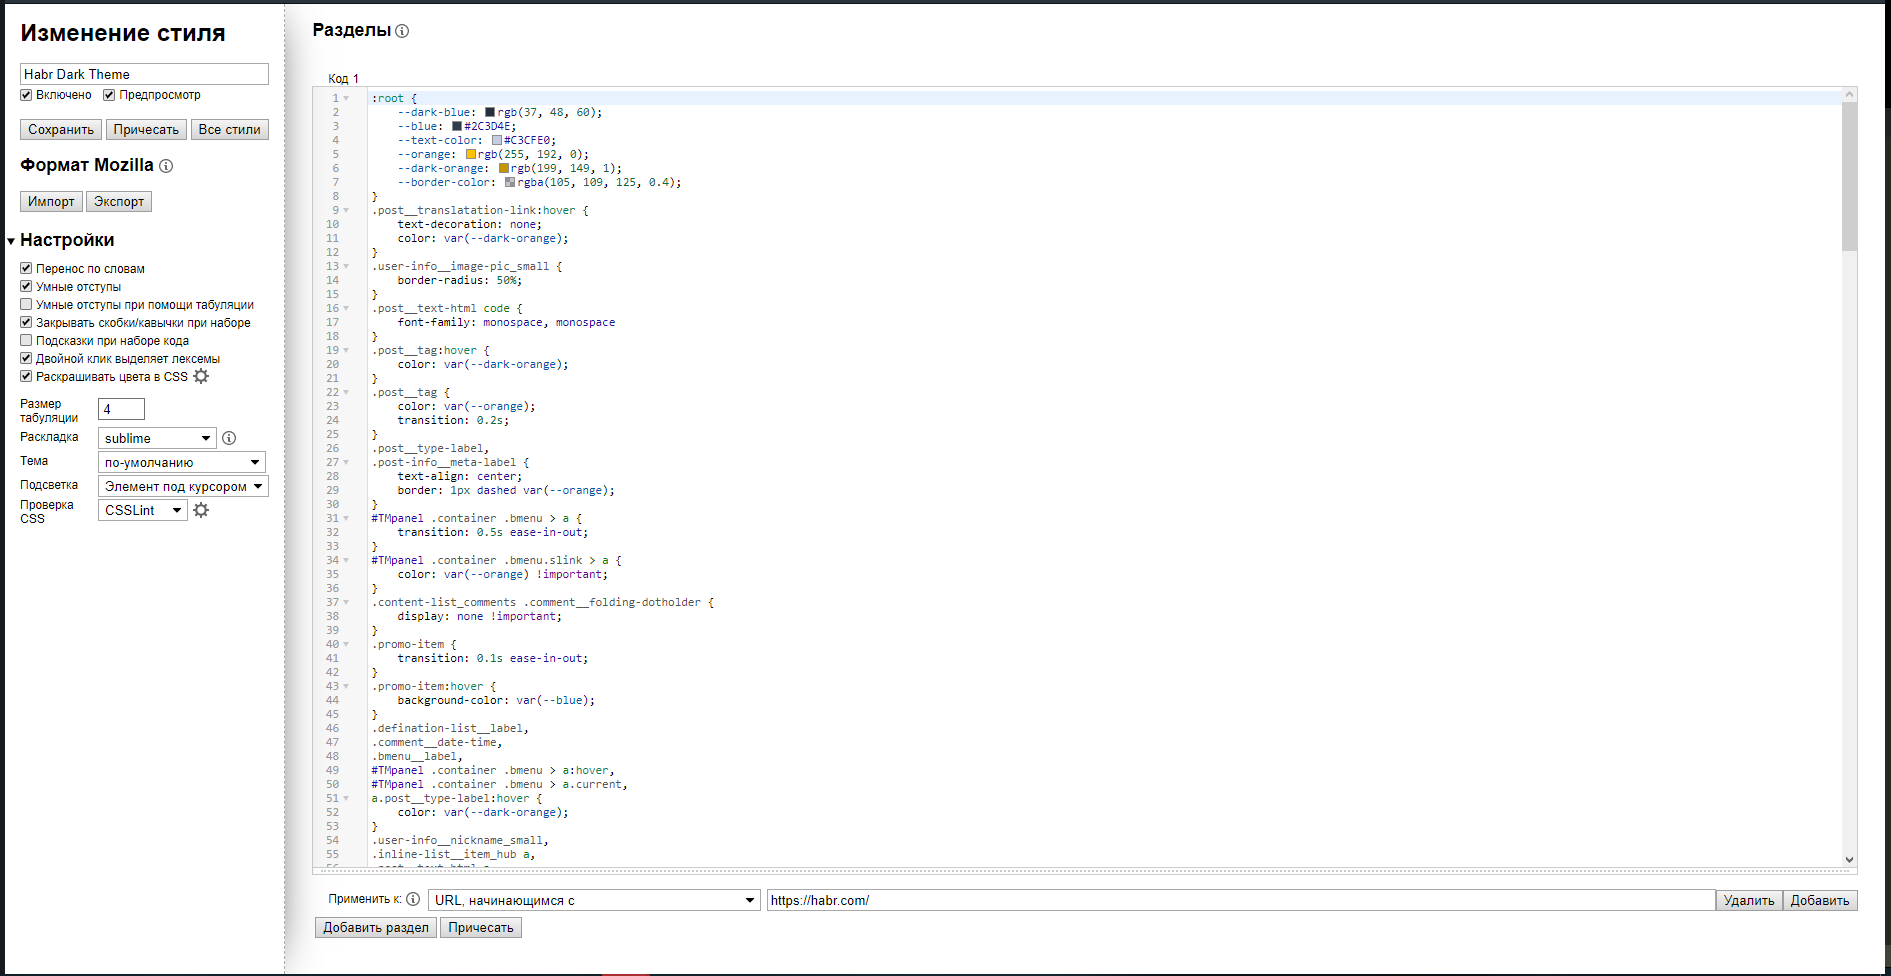 Изменение стиля
Habr Dark Theme
Включено Предпросмотр
Сохранить Причесать Все стили
Формат Mozilla
Импорт Экспорт
Настройки
Перенос по словам
Умные отступы
Умные отступы при помощи табуляции
Закрывать скобки/кавычки при наборе
Подсказки при наборе кода
Двойной клик выделяет лексемы
Раскрашивать цвета в CSS
Размер табуляции 4
Раскладка sublime
Тема по-умолчанию
Подсветка Элемент под курсором
Проверка CSS CSSLint
Разделы
Код 1
1 :root {
2 --dark-blue: rgb(37, 48, 60);
3 --blue: #2C3D4E;
4 --text-color: #C3CFE0;
5 --orange: rgb(255, 192, 0);
6 --dark-orange: rgb(199, 149, 1);
7 --border-color: rgba(105, 109, 125, 0.4);
8 }
9 .post__translatation-link:hover {
10 text-decoration: none;
11 color: var(--dark-orange);
12 }
13 .user-info__image-pic_small {
14 border-radius: 50%;
15 }
16 .post__text-html code {
17 font-family: monospace, monospace
18 }
19 .post__tag:hover {
20 color: var(--dark-orange);
21 }
22 .post__tag {
23 color: var(--orange);
24 transition: 0.2s;
25 }
26 .post__type-label,
27 .post-info__meta-label {
28 text-align: center;
29 border: 1px dashed var(--orange);
30 }
31 #TMpanel .container .bmenu > a {
32 transition: 0.5s ease-in-out;
33 }
34 #TMpanel .container .bmenu.slink > a {
35 color: var(--orange) !important;
36 }
37 .content-list_comments .comment__folding-dotholder {
38 display: none !important;
39 }
40 .promo-item {
41 transition: 0.1s ease-in-out;
42 }
43 .promo-item:hover {
44 background-color: var(--blue);
45 }
46 .defination-list__label,
47 .comment__date-time,
48 .bmenu__label,
49 #TMpanel .container .bmenu > a:hover,
50 #TMpanel .container .bmenu > a.current,
51 a.post__type-label:hover {
52 color: var(--dark-orange);
53 }
54 .user-info__nickname_small,
55 .inline-list__item_hub a,
Применить к: URL, начинающимся с https://habr.com/ Удалить Добавить
Добавить раздел Причесать